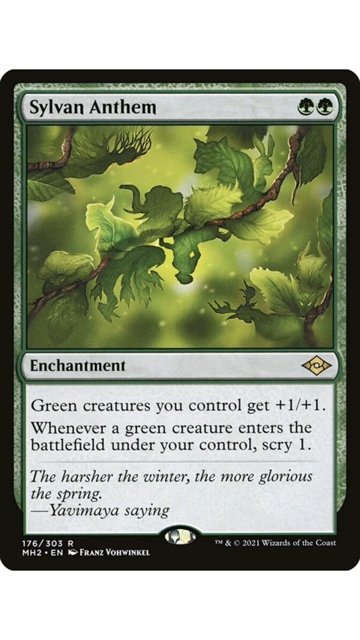 Sylvan Anthem
Enchantment
Green creatures you control get +1/+1.
Whenever a green creature enters the
battlefield under your control, scry 1.
The harsher the winter, the more glorious
the spring.
—Yavimaya saying
176/303 R
MH2 • EN Franz Vohwinkel
™ & © 2021 Wizards of the Coast